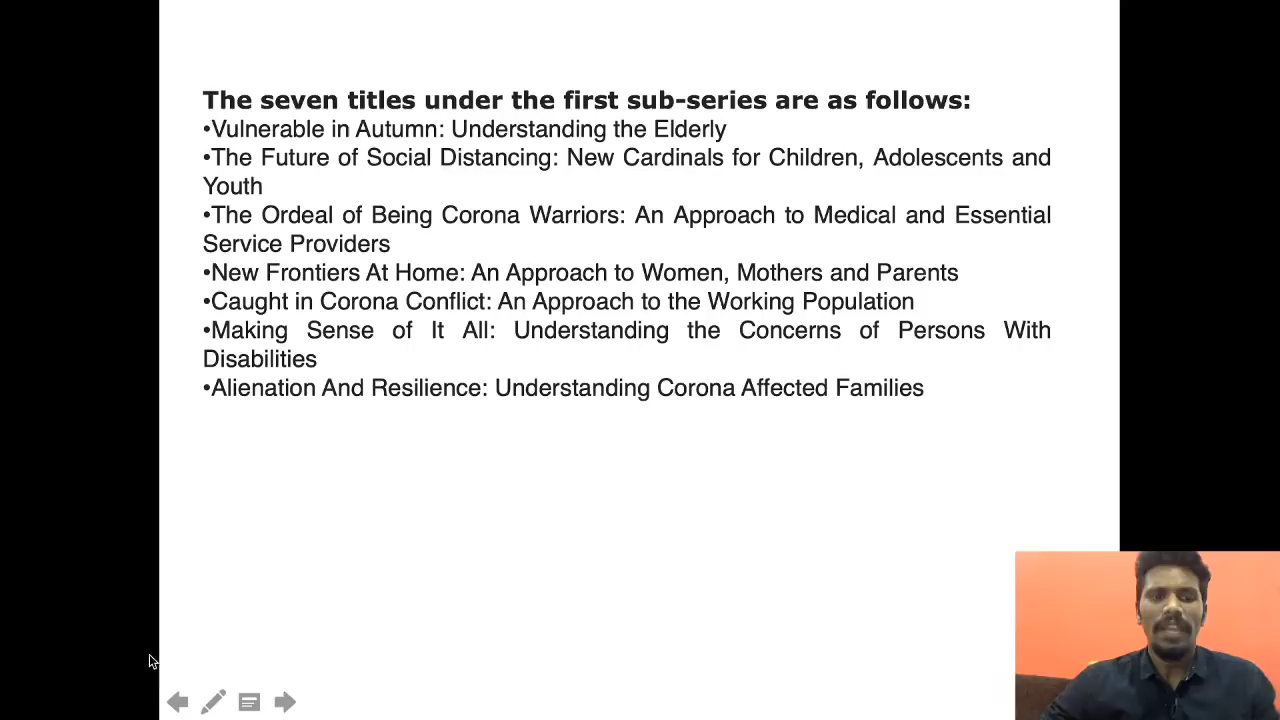 The seven titles under the first sub-series are as follows:
•Vulnerable in Autumn: Understanding the Elderly
•The Future of Social Distancing: New Cardinals for Children, Adolescents and
Youth
•The Ordeal of Being Corona Warriors: An Approach to Medical and Essential
Service Providers
•New Frontiers At Home: An Approach to Women, Mothers and Parents
•Caught in Corona Conflict: An Approach to the Working Population
•Making Sense of It All: Understanding the Concerns of Persons With
Disabilities
•Alienation And Resilience: Understanding Corona Affected Families